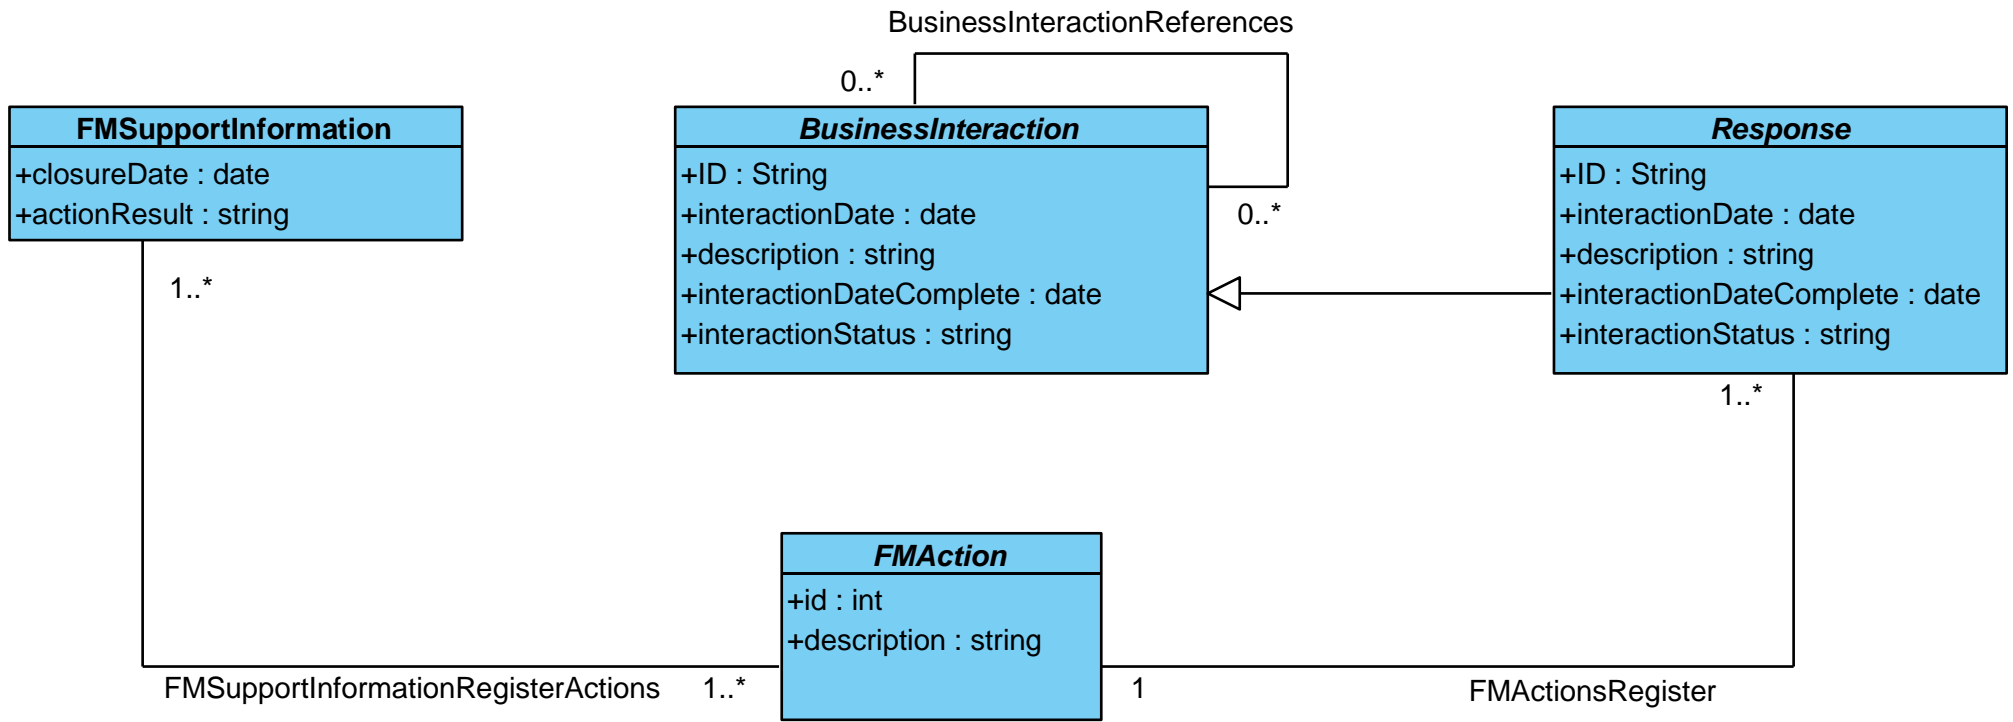 BusinessInteractionReferences
0..*
FMSupportInformation
+closureDate : date
+actionResult : string
1..*
BusinessInteraction
+ID : String
+interactionDate : date
+description : string
+interactionDateComplete : date
+interactionStatus : string
0..*
Response
+ID : String
+interactionDate : date
+description : string
+interactionDateComplete : date
+interactionStatus : string
1..*
FMAction
+id : int
+description : string
FMSupportInformationRegisterActions
1..*
1
FMActionsRegister